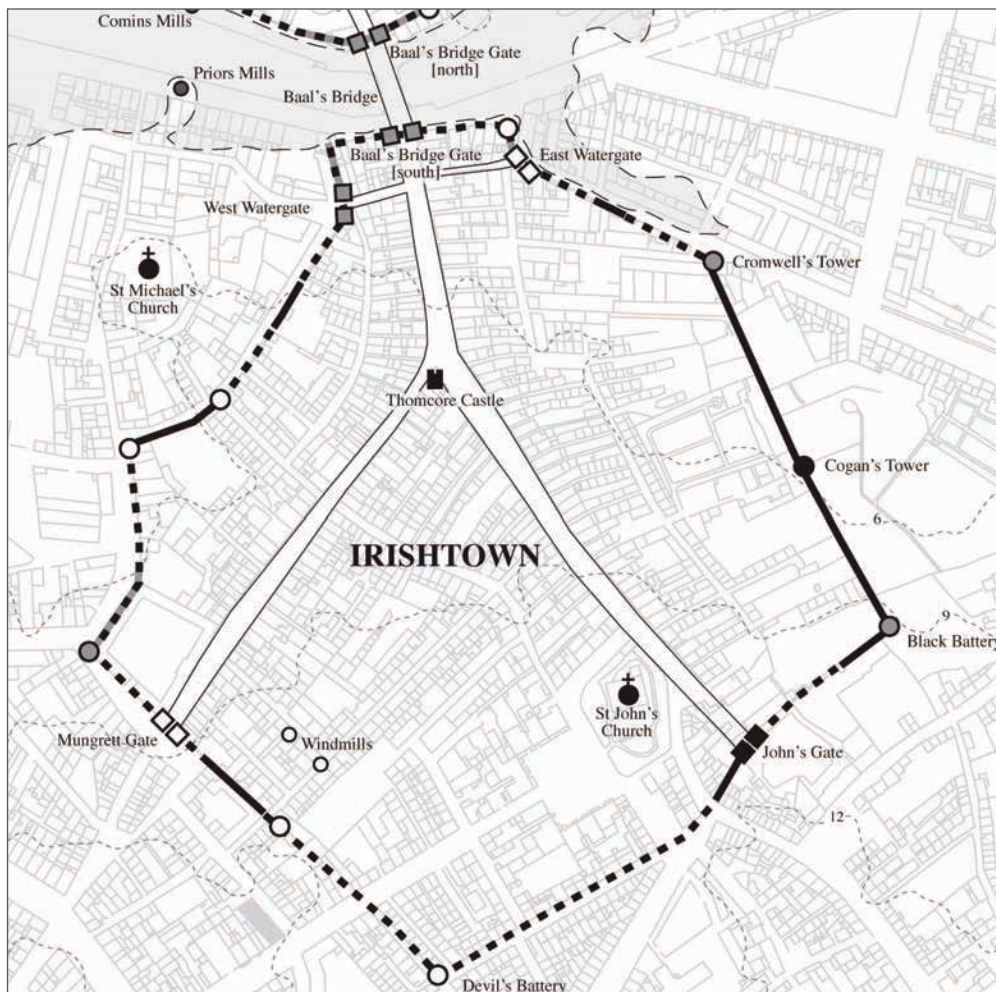 Comins Mills
Baal's Bridge Gate
[north]
Priors Mills
Baal's Bridge
Baal's Bridge Gate
[south]
East Watergate
West Watergate
Cromwell's Tower
St Michael's
Church
Thomcore Castle
Cogan's Tower
6
IRISHTOWN
9
Black Battery
St John's
Church
Mungrett Gate
Windmills
John's Gate
12
Devil's Battery